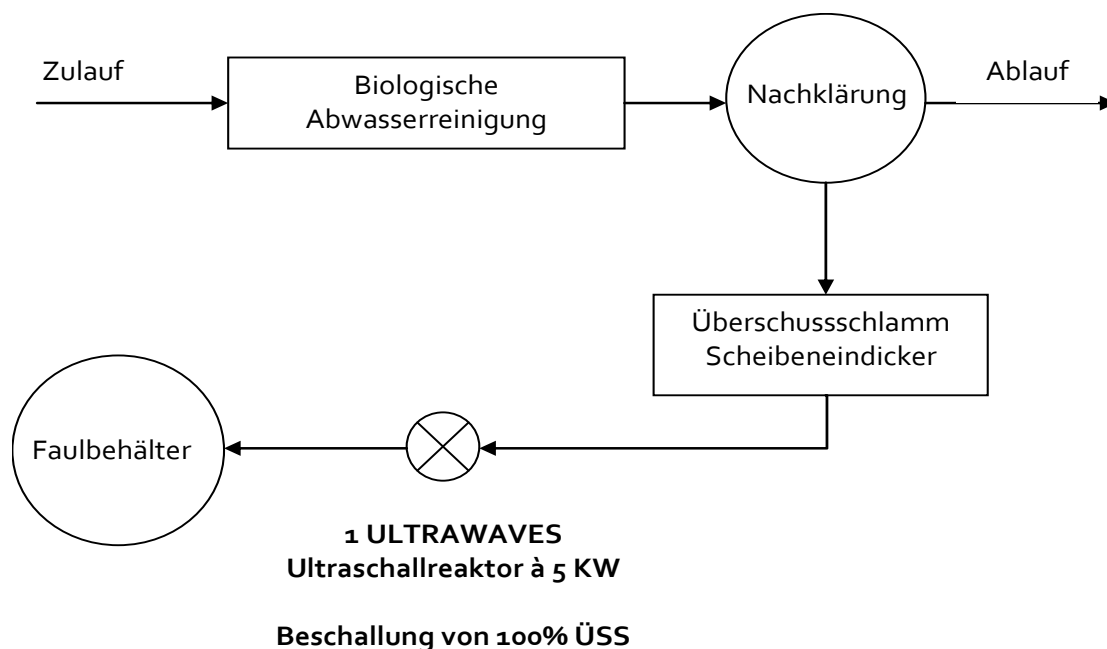 Zulauf
Biologische
Abwasserreinigung
Nachklärung
Ablauf
Überschussschlamm
Scheibeneindicker
Faulbehälter
1 ULTRAWAVES
Ultraschallreaktor à 5 KW
Beschallung von 100% ÜSS